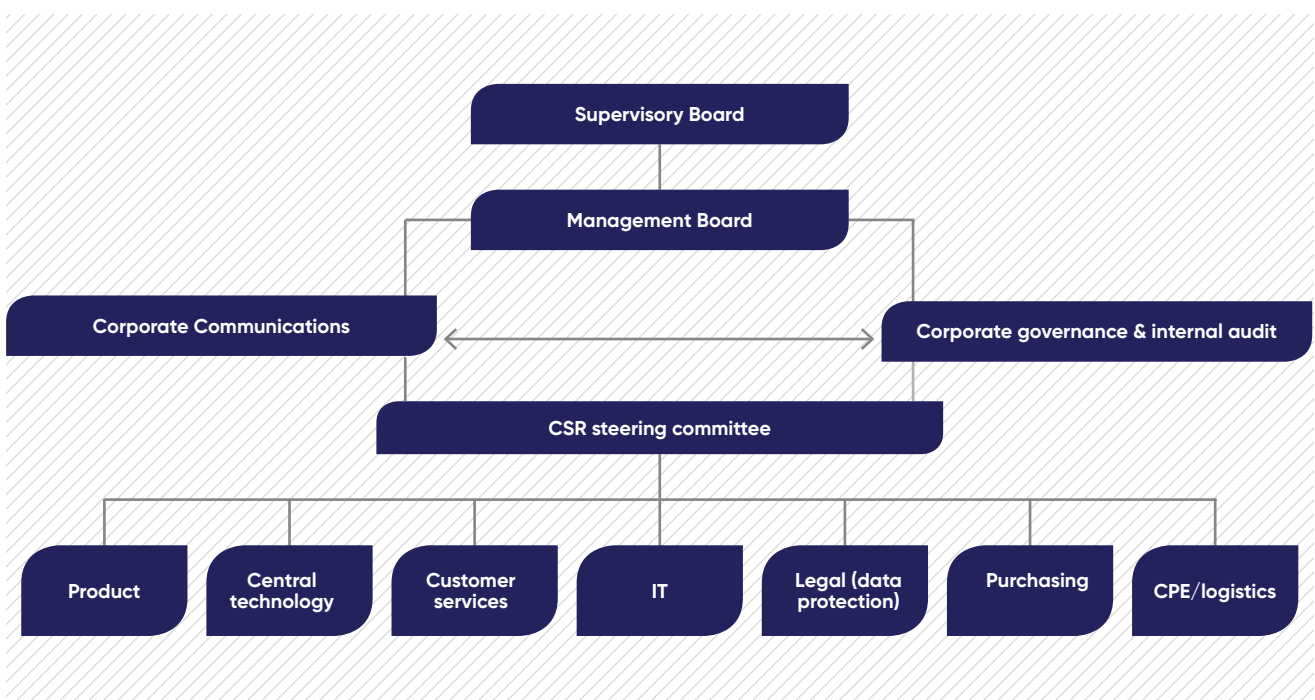 Supervisory Board
Management Board
Corporate Communications
Corporate governance & internal audit
CSR steering committee
Product
Central
technology
Customer
services
IT
Legal (data
protection)
Purchasing
CPE/logistics